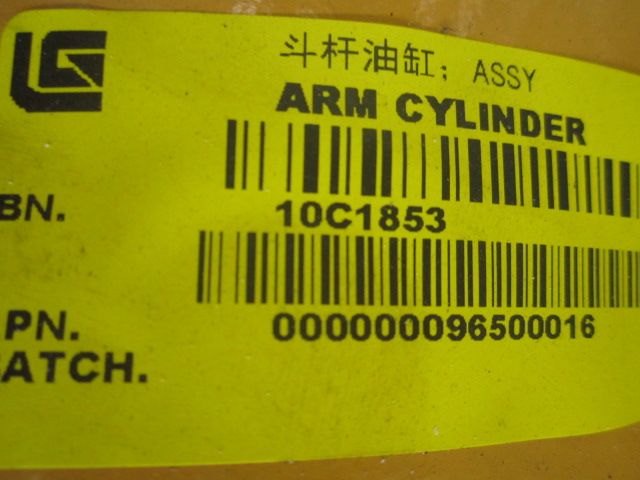 斗杆油缸; ASSY
ARM CYLINDER
BN.
10C1853
PN.
000000096500016
ATCH.